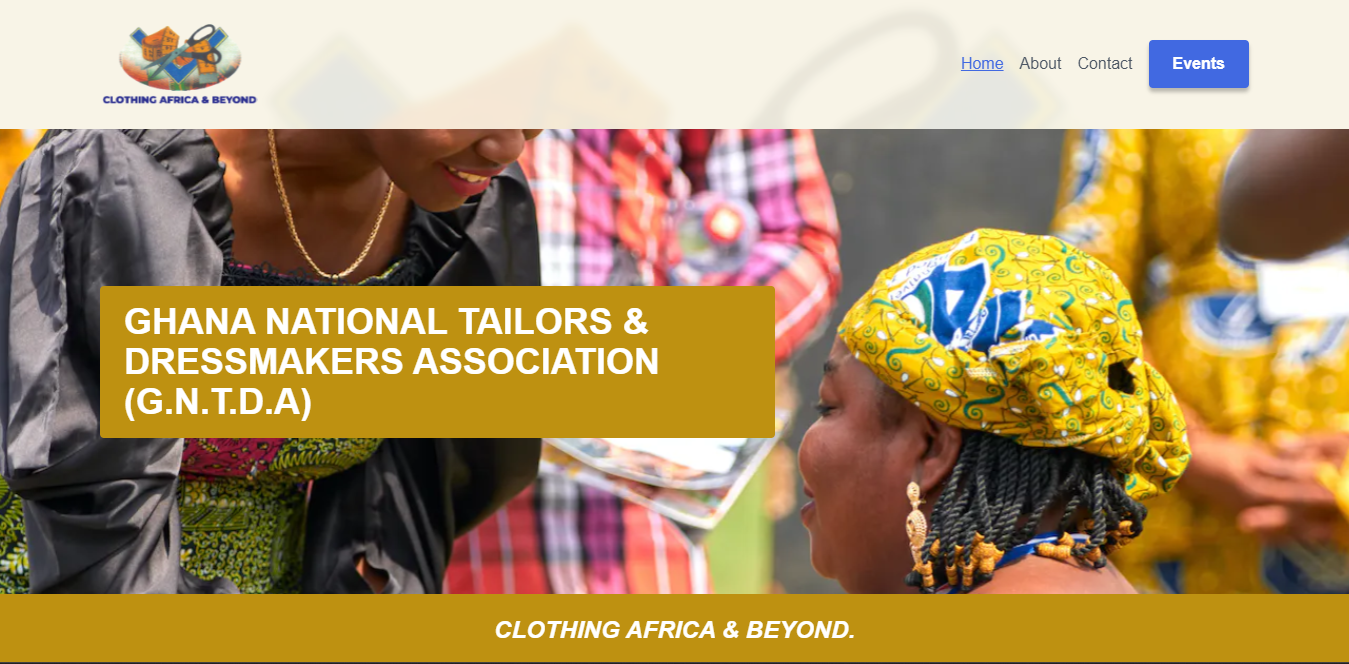 CLOTHING AFRICA & BEYOND
Home
About
Contact
Events
GHANA NATIONAL TAILORS &
DRESSMAKERS ASSOCIATION
(G.N.T.D.A)
CLOTHING AFRICA & BEYOND.